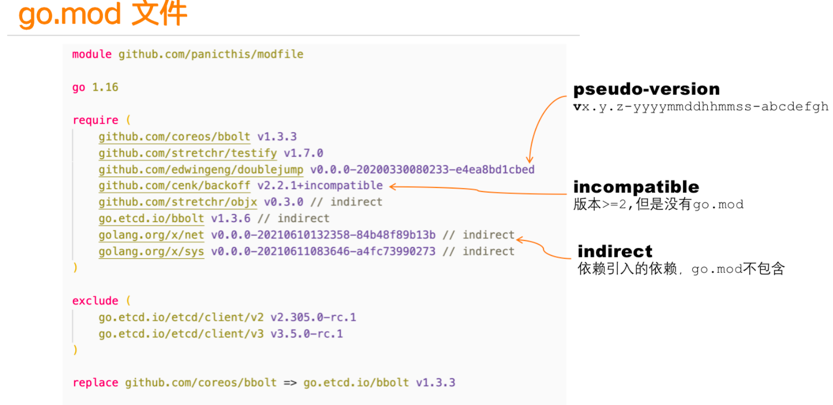 go.mod 文件
module github.com/panicthis/modfile
go 1.16
require (
github.com/coreos/bbolt v1.3.3
github.com/stretchr/testify v1.7.0
github.com/edwingeng/doublejump v0.0.0-20200330080233-e4ea8bd1cbed
github.com/cenk/backoff v2.2.1+incompatible
github.com/stretchr/objx v0.3.0 // indirect
go.etcd.io/bbolt v1.3.6 // indirect
golang.org/x/net v0.0.0-20210610132358-84b48f89b13b // indirect
golang.org/x/sys v0.0.0-20210611083646-a4fc73990273 // indirect
)
exclude (
go.etcd.io/etcd/client/v2 v2.305.0-rc.1
go.etcd.io/etcd/client/v3 v3.5.0-rc.1
)
replace github.com/coreos/bbolt => go.etcd.io/bbolt v1.3.3
pseudo-version
vx.y.z-yyyymmddhhmmss-abcdefgh
incompatible
版本>=2,但是没有go.mod
indirect
依赖引入的依赖, go.mod不包含